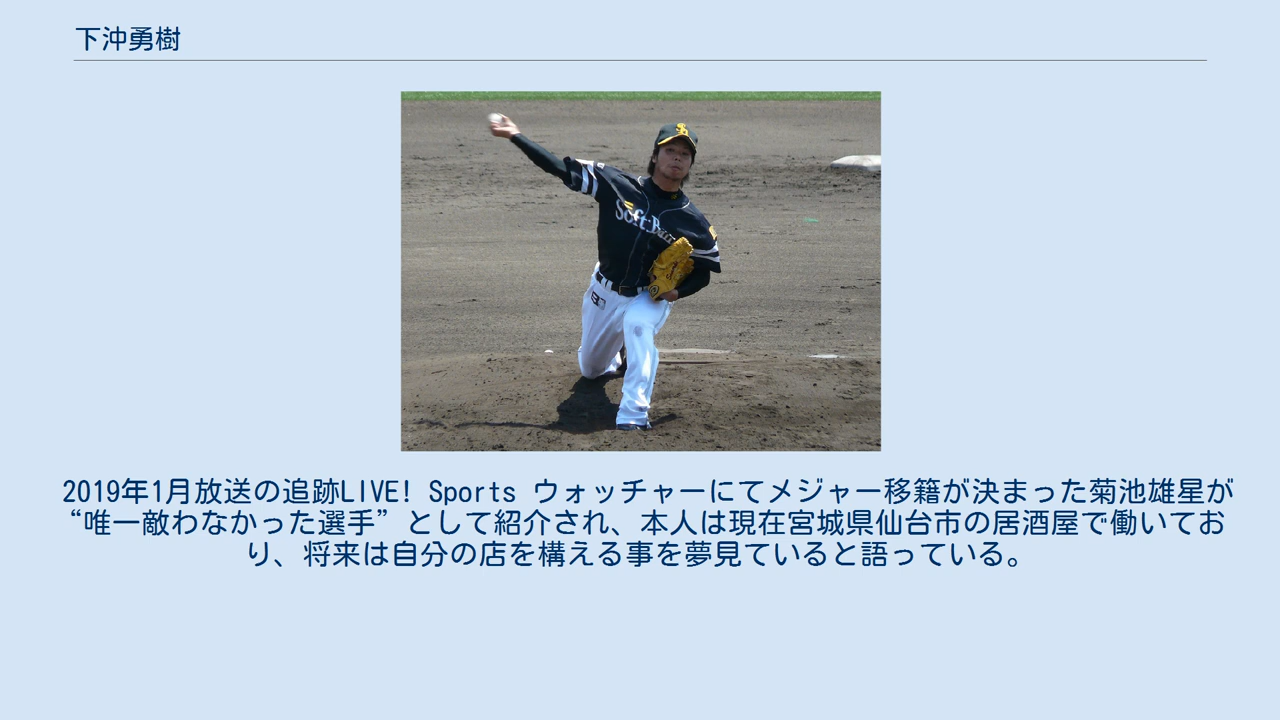 下沖勇樹
SoftBan
2019年1月放送の追跡LIVE! Sports ウォッチャーにてメジャー移籍が決まった菊池雄星が
“唯一敵わなかった選手”として紹介され、本人は現在宮城県仙台市の居酒屋で働いてお
り、将来は自分の店を構える事を夢見ていると語っている。